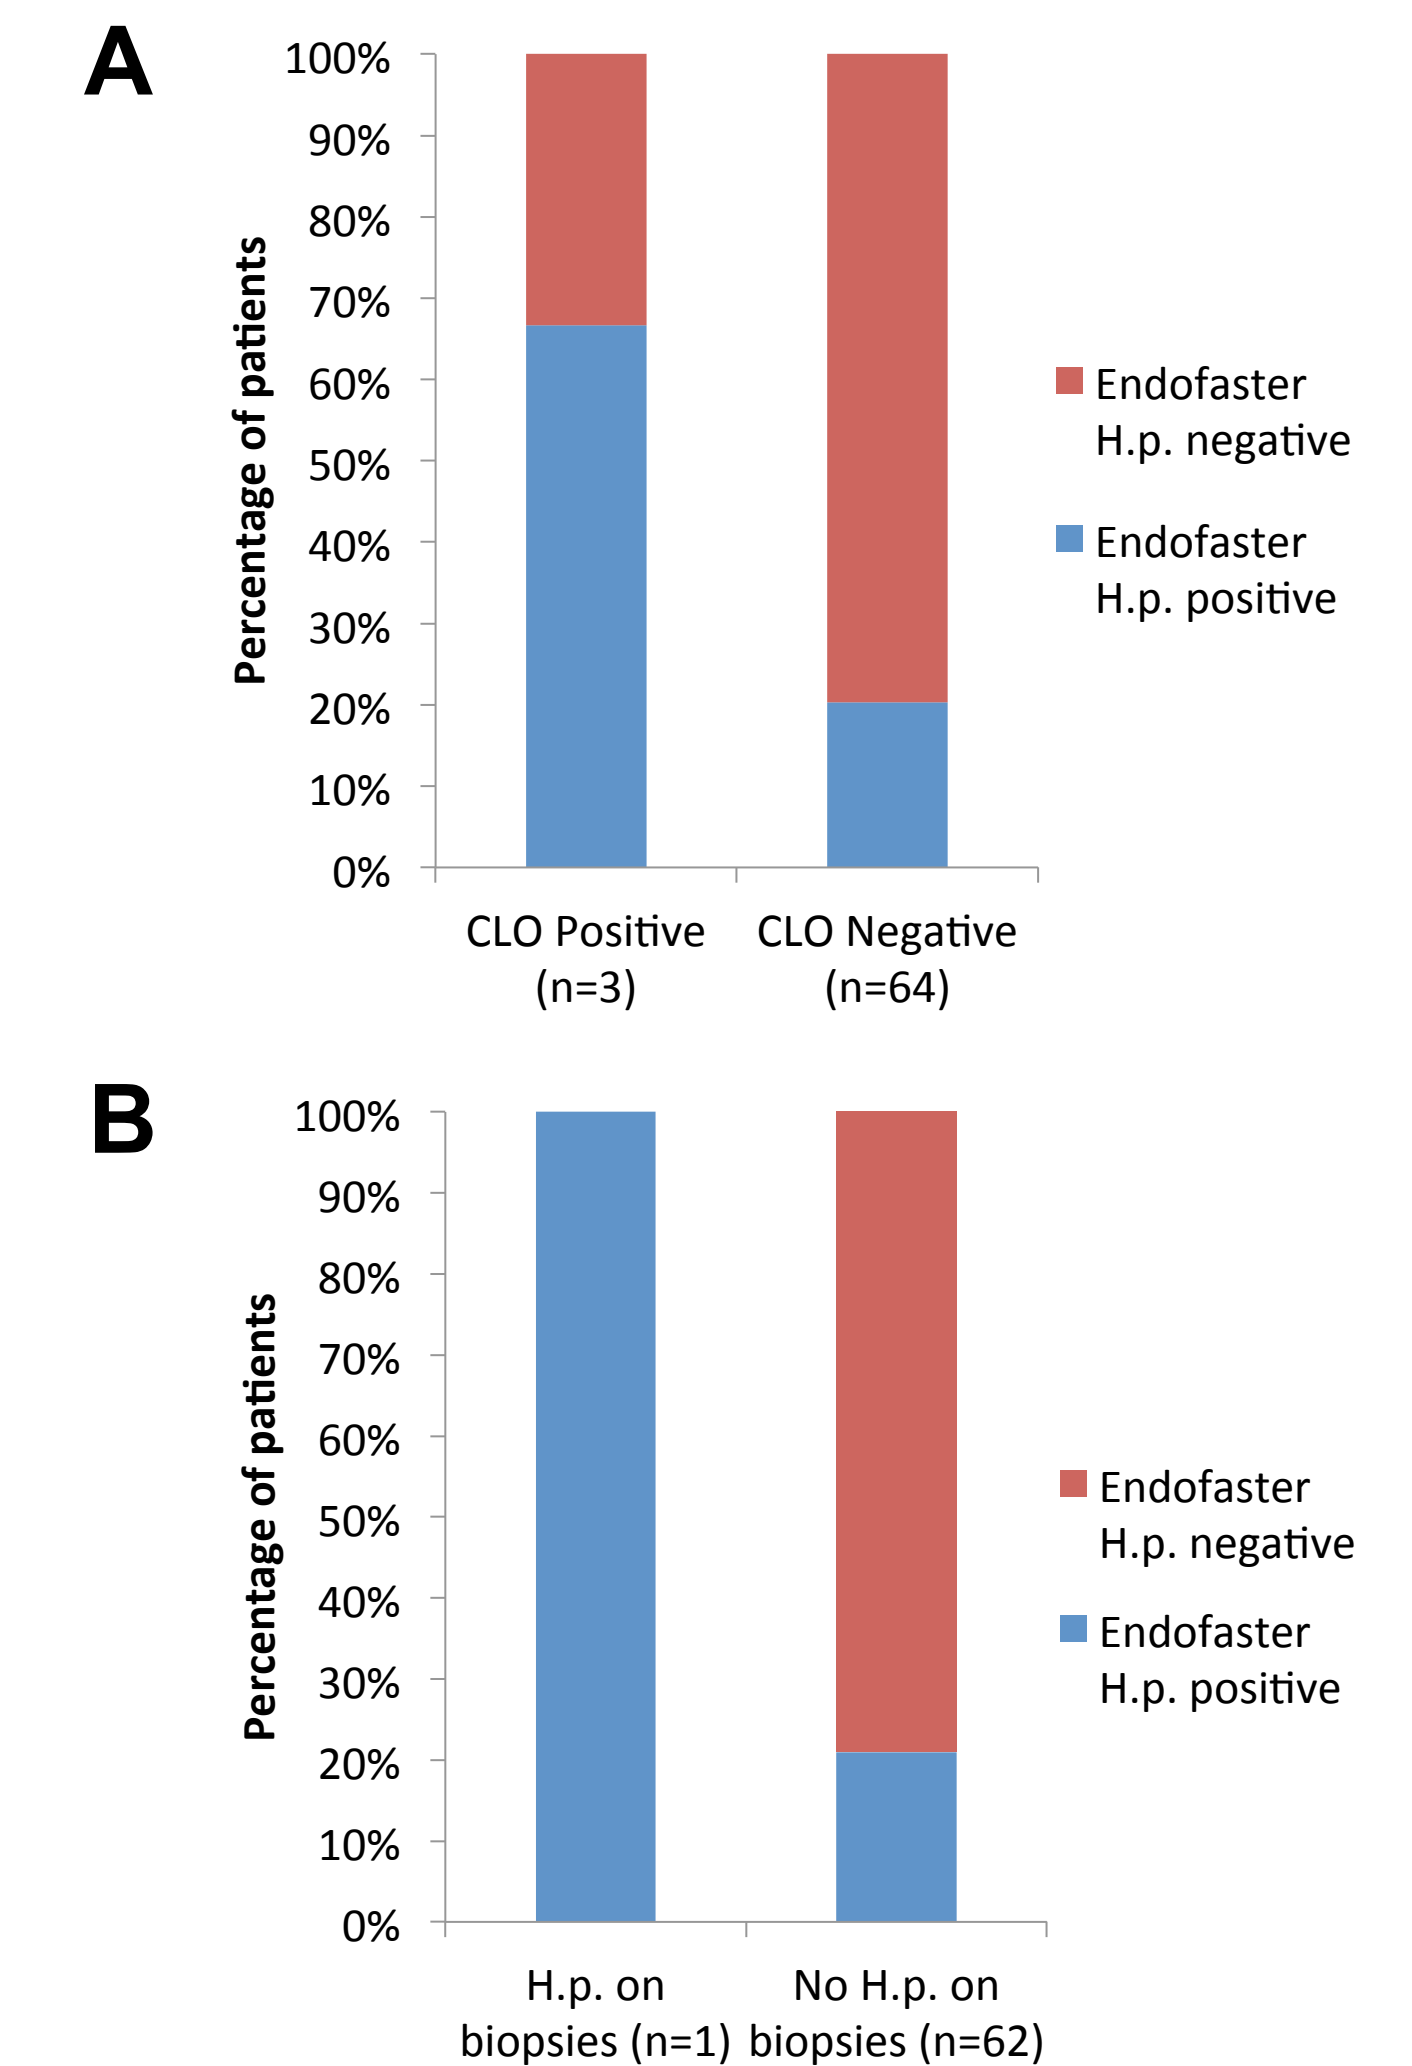 A
100%
90%
80%
70%
60%
50%
40%
30%
20%
10%
0%
Percentage of patients
CLO Positive
(n=3)
CLO Negative
(n=64)
Endofaster
H.p. negative
Endofaster
H.p. positive
B
100%
90%
80%
70%
60%
50%
40%
30%
20%
10%
0%
Percentage of patients
H.p. on
biopsies (n=1)
No H.p. on
biopsies (n=62)
Endofaster
H.p. negative
Endofaster
H.p. positive